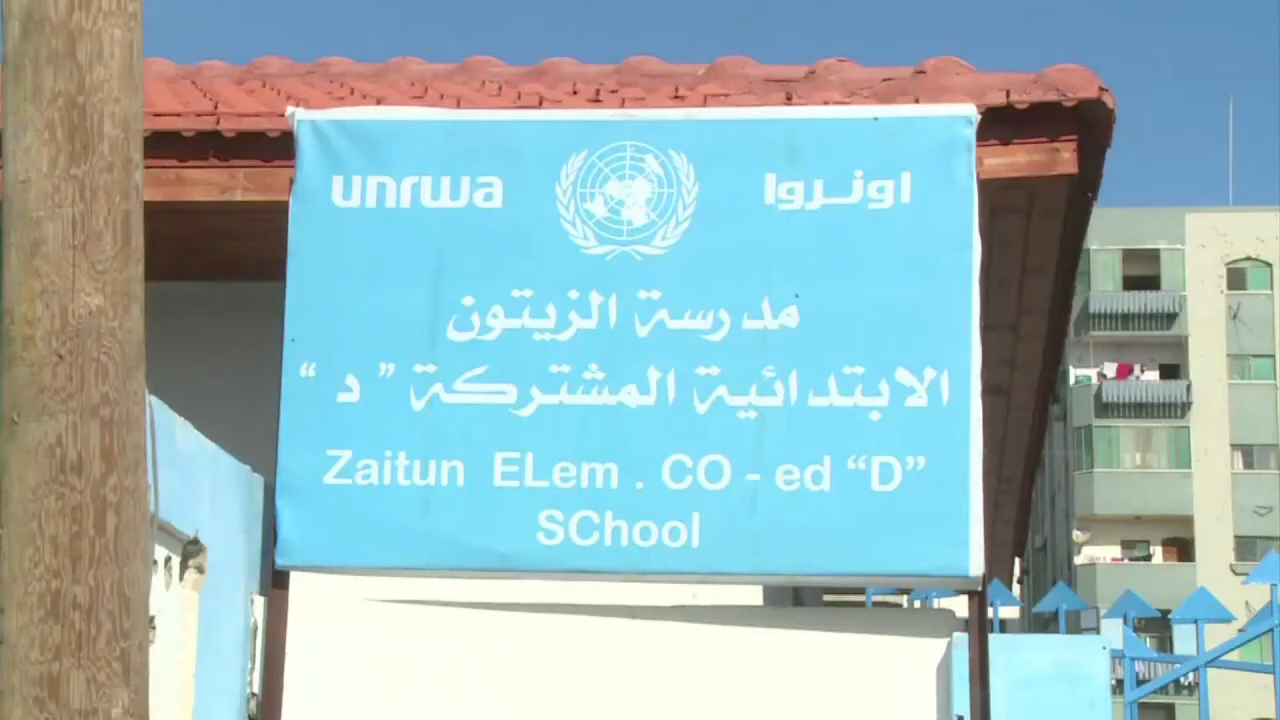 unrwa اونروا
مدرسة الزيتون
الابتدائية المشتركة " د "
Zaitun ELem . CO - ed “D”
SChool